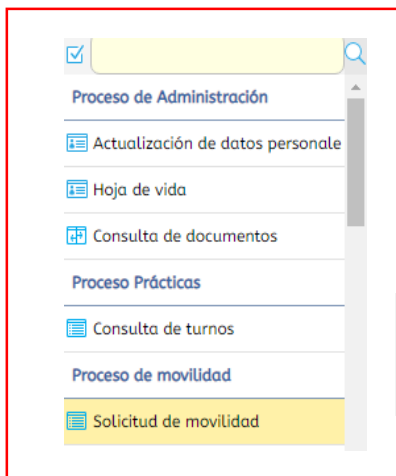 Proceso de Administración
Actualización de datos personale
Hoja de vida
Consulta de documentos
Proceso Prácticas
Consulta de turnos
Proceso de movilidad
Solicitud de movilidad